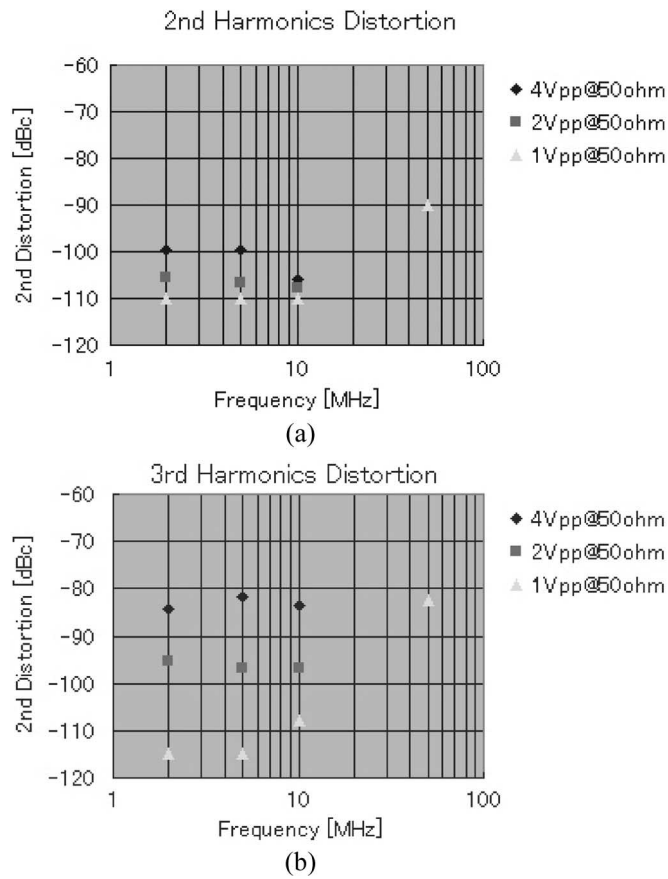 2nd Harmonics Distortion
-60
-70
-80
-90
-100
-110
-120
2nd Distortion [dBc]
1
10
100
Frequency [MHz]
4Vpp@50ohm
2Vpp@50ohm
1Vpp@50ohm
(a)
3rd Harmonics Distortion
-60
-70
-80
-90
-100
-110
-120
2nd Distortion [dBc]
1
10
100
Frequency [MHz]
4Vpp@50ohm
2Vpp@50ohm
1Vpp@50ohm
(b)